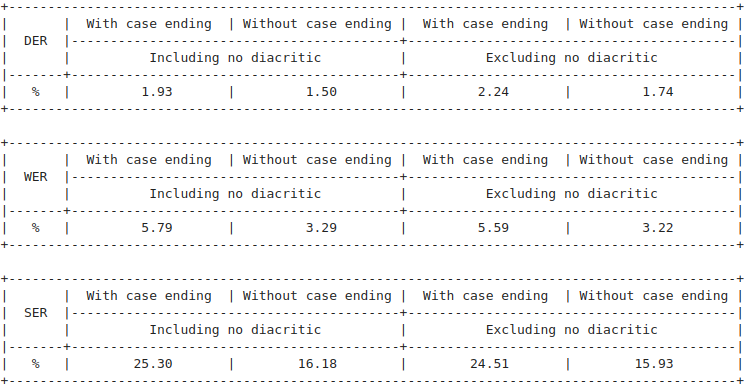 +----------------------------------------------------------------------------------------------+
|       |  With case ending  | Without case ending |  With case ending  | Without case ending |
|  DER  |------------------------------------------+------------------------------------------|
|       |          Including no diacritic          |          Excluding no diacritic          |
|-------+------------------------------------------+------------------------------------------|
|   %   |         1.93       |         1.50        |         2.24       |         1.74        |
+----------------------------------------------------------------------------------------------+

+----------------------------------------------------------------------------------------------+
|       |  With case ending  | Without case ending |  With case ending  | Without case ending |
|  WER  |------------------------------------------+------------------------------------------|
|       |          Including no diacritic          |          Excluding no diacritic          |
|-------+------------------------------------------+------------------------------------------|
|   %   |         5.79       |         3.29        |         5.59       |         3.22        |
+----------------------------------------------------------------------------------------------+

+----------------------------------------------------------------------------------------------+
|       |  With case ending  | Without case ending |  With case ending  | Without case ending |
|  SER  |------------------------------------------+------------------------------------------|
|       |          Including no diacritic          |          Excluding no diacritic          |
|-------+------------------------------------------+------------------------------------------|
|   %   |        25.30       |        16.18        |        24.51       |        15.93        |
+----------------------------------------------------------------------------------------------+